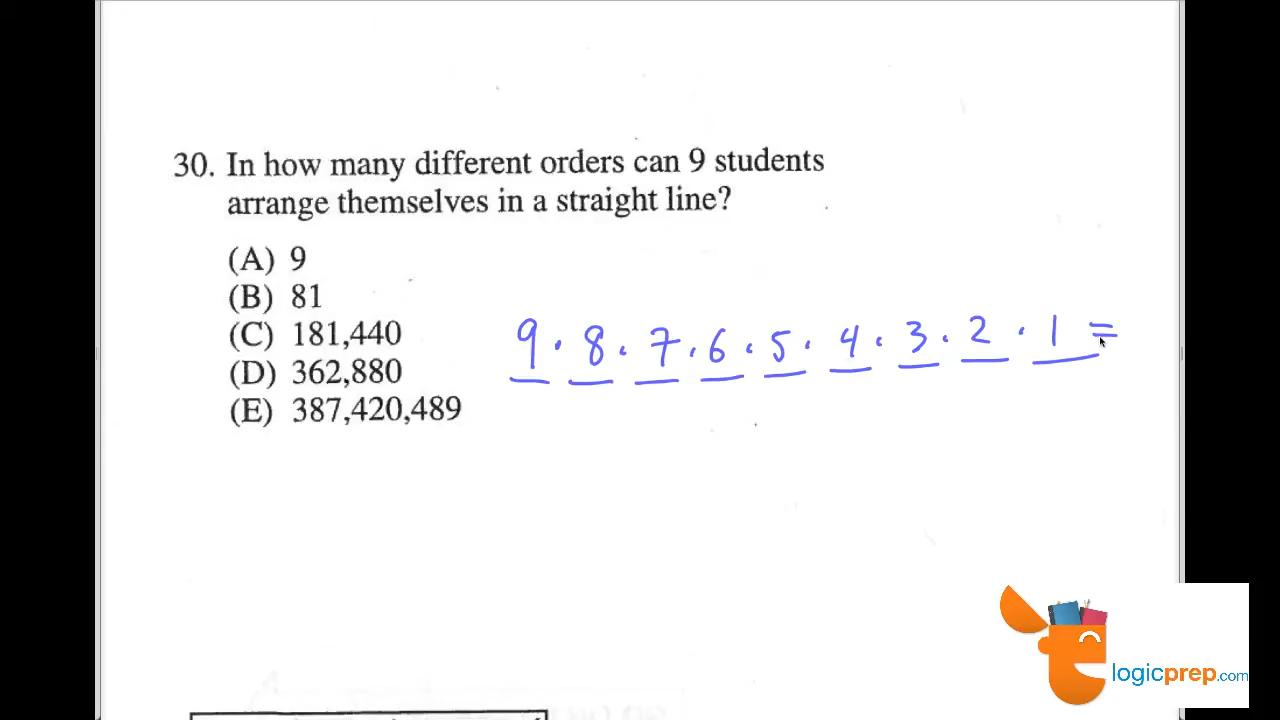 30. In how many different orders can 9 students
arrange themselves in a straight line?
(A) 9
(B) 81
(C) 181,440
(D) 362,880
(E) 387,420,489
9 · 8 · 7 · 6 · 5 · 4 · 3 · 2 · 1 =
logicprep.com